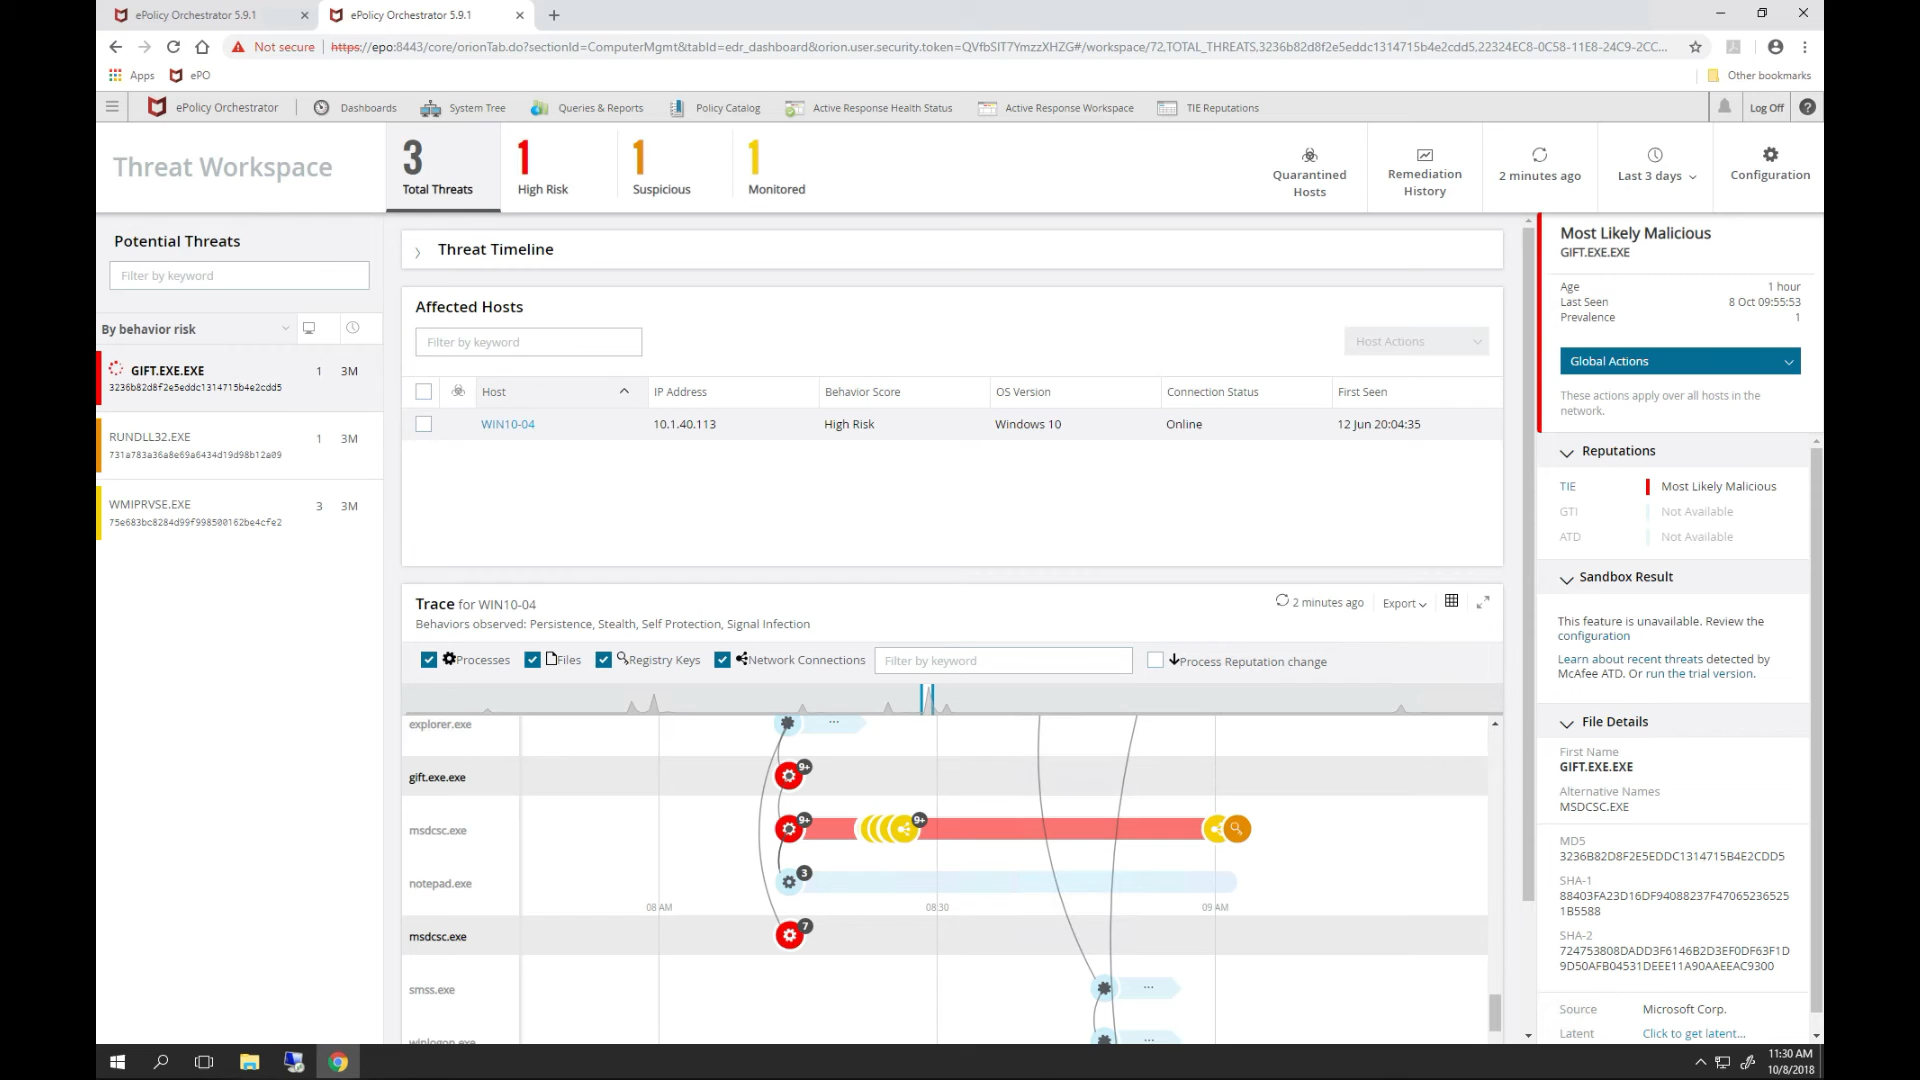 ePolicy Orchestrator 5.9.1
ePolicy Orchestrator 5.9.1
Not secure
https://epo:8443/core/orionTab.do?sectionId=ComputerMgmt&tabId=edr_dashboard&orion.user.security.token=QVfbSIT7YmzzXHZG#/workspace/72,TOTAL_THREATS,3236b82d8f2e5eddc1314715b4e2cdd5,22324EC8-0C58-11E8-24C9-2CC...
Apps
ePO
Other bookmarks
ePolicy Orchestrator
Dashboards
System Tree
Queries & Reports
Policy Catalog
Active Response Health Status
Active Response Workspace
TIE Reputations
Log Off
Threat Workspace
3
Total Threats
1
High Risk
1
Suspicious
1
Monitored
Quarantined
Hosts
Remediation
History
2 minutes ago
Last 3 days
Configuration
Potential Threats
Filter by keyword
By behavior risk
GIFT.EXE.EXE 1 3M
3236b82d8f2e5eddc1314715b4e2cdd5
RUNDLL32.EXE 1 3M
731a783a36a8e69a6434d19d98b12a09
WMIPRVSE.EXE 3 3M
75e683bc8284d99f998500162be4cfe2
Threat Timeline
Affected Hosts
Filter by keyword
Host Actions
Host IP Address Behavior Score OS Version Connection Status First Seen
WIN10-04 10.1.40.113 High Risk Windows 10 Online 12 Jun 20:04:35
Trace for WIN10-04
2 minutes ago
Export
Behaviors observed: Persistence, Stealth, Self Protection, Signal Infection
Processes
Files
Registry Keys
Network Connections
Filter by keyword
Process Reputation change
explorer.exe
...
gift.exe.exe
9+
msdcsc.exe
9+
9+
notepad.exe
3
08 AM
08:30
09 AM
msdcsc.exe
7
smss.exe
...
winlogon.exe
...
Most Likely Malicious
GIFT.EXE.EXE
Age 1 hour
Last Seen 8 Oct 09:55:53
Prevalence 1
Global Actions
These actions apply over all hosts in the
network.
Reputations
TIE Most Likely Malicious
GTI Not Available
ATD Not Available
Sandbox Result
This feature is unavailable. Review the
configuration
Learn about recent threats detected by
McAfee ATD. Or run the trial version.
File Details
First Name
GIFT.EXE.EXE
Alternative Names
MSDCSC.EXE
MD5
3236B82D8F2E5EDDC1314715B4E2CDD5
SHA-1
88403FA23D16DF94088237F47065236525
1B5588
SHA-2
724753808DADD3F6146B2D3EF0DF63F1D
9D50AFB04531DEEE11A90AAEEAC9300
Source Microsoft Corp.
Latent Click to get latent...
11:30 AM
10/8/2018